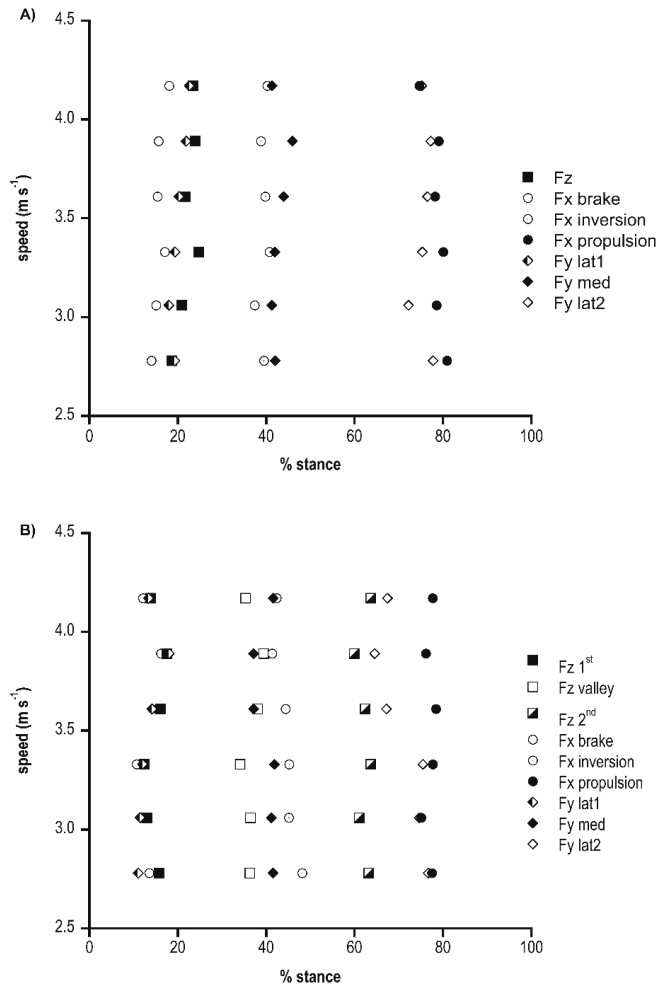 A)
4.5
4.0
3.5
3.0
2.5
speed (m s-1)
0 20 40 60 80 100
% stance
Fz
Fx brake
Fx inversion
Fx propulsion
Fy lat1
Fy med
Fy lat2
B)
4.5
4.0
3.5
3.0
2.5
speed (m s-1)
0 20 40 60 80 100
% stance
Fz 1st
Fz valley
Fz 2nd
Fx brake
Fx inversion
Fx propulsion
Fy lat1
Fy med
Fy lat2